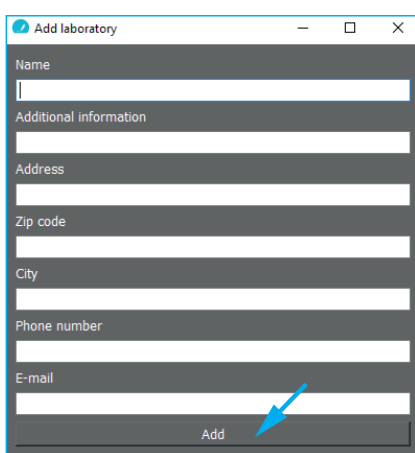 Add laboratory
Name
Additional information
Address
Zip code
City
Phone number
E-mail
Add